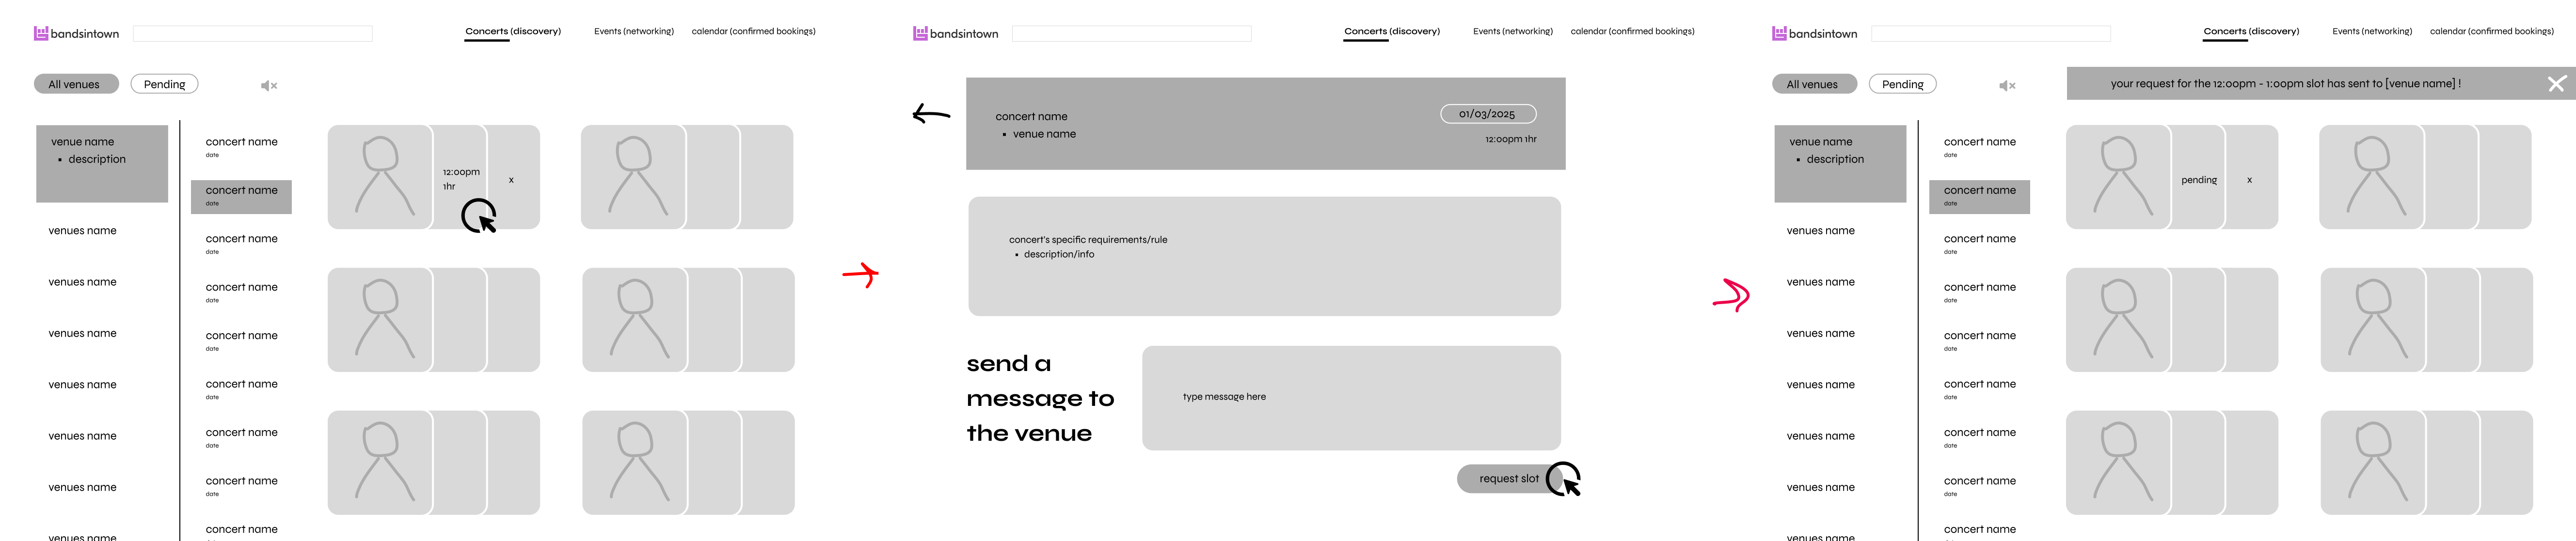 bandsintown
Concerts (discovery)
Events (networking)
calendar (confirmed bookings)
All venues
Pending
venue name
description
venues name
venues name
venues name
venues name
venues name
venues name
venues name
concert name
date
concert name
date
concert name
date
concert name
date
concert name
date
concert name
date
concert name
date
concert name
date
concert name
12:00pm
1hr
x
bandsintown
Concerts (discovery)
Events (networking)
calendar (confirmed bookings)
concert name
venue name
01/03/2025
12:00pm 1hr
concert's specific requirements/rule
description/info
send a
message to
the venue
type message here
request slot
bandsintown
Concerts (discovery)
Events (networking)
calendar (confirmed bookings)
All venues
Pending
your request for the 12:00pm - 1:00pm slot has sent to [venue name] !
venue name
description
venues name
venues name
venues name
venues name
venues name
venues name
venues name
concert name
date
concert name
date
concert name
date
concert name
date
concert name
date
concert name
date
concert name
date
concert name
date
concert name
pending
x